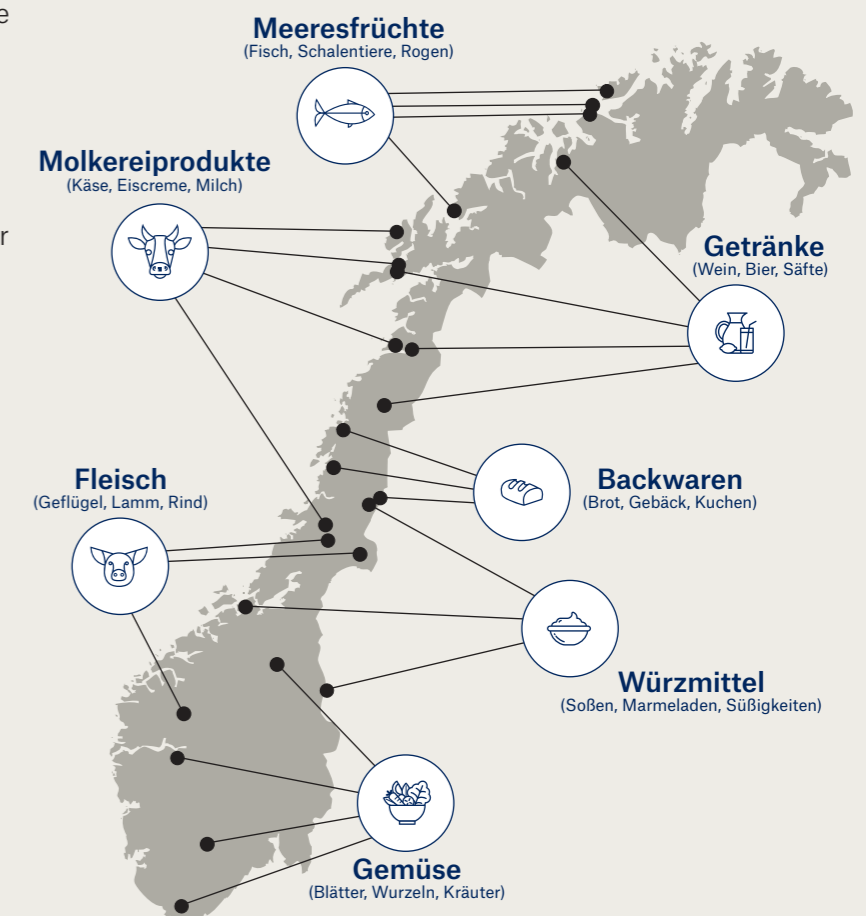 e
Meeresfrüchte
(Fisch, Schalentiere, Rogen)
Molkereiprodukte
(Käse, Eiscreme, Milch)
r
Getränke
(Wein, Bier, Säfte)
Fleisch
(Geflügel, Lamm, Rind)
Backwaren
(Brot, Gebäck, Kuchen)
Würzmittel
(Soßen, Marmeladen, Süßigkeiten)
Gemüse
(Blätter, Wurzeln, Kräuter)